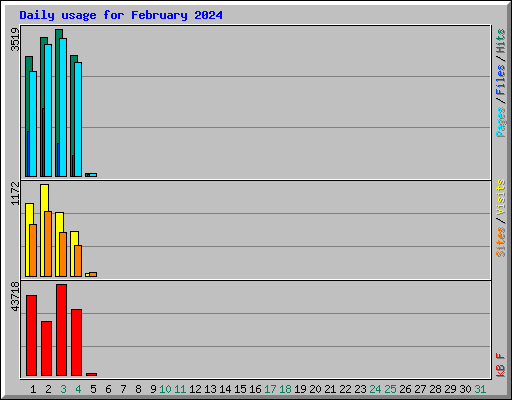 Daily usage for February 2024
3519
1172
43718
Pages/Files/Hits
Sites/Visits
kB F
1 2 3 4 5 6 7 8 9 10 11 12 13 14 15 16 17 18 19 20 21 22 23 24 25 26 27 28 29 30 31